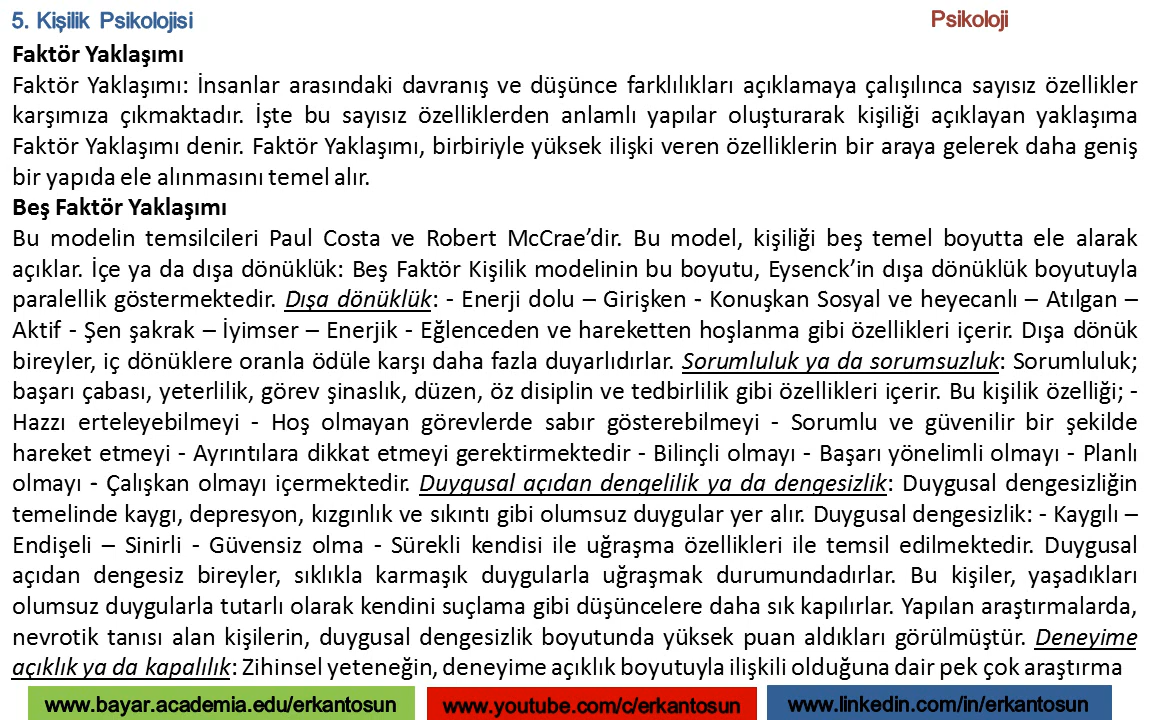 5. Kişilik Psikolojisi
Psikoloji
Faktör Yaklaşımı
Faktör Yaklaşımı: İnsanlar arasındaki davranış ve düşünce farklılıkları açıklamaya çalışılınca sayısız özellikler
karşımıza çıkmaktadır. İşte bu sayısız özelliklerden anlamlı yapılar oluşturarak kişiliği açıklayan yaklaşıma
Faktör Yaklaşımı denir. Faktör Yaklaşımı, birbiriyle yüksek ilişki veren özelliklerin bir araya gelerek daha geniş
bir yapıda ele alınmasını temel alır.
Beş Faktör Yaklaşımı
Bu modelin temsilcileri Paul Costa ve Robert McCrae’dir. Bu model, kişiliği beş temel boyutta ele alarak
açıklar. İçe ya da dışa dönüklük: Beş Faktör Kişilik modelinin bu boyutu, Eysenck’in dışa dönüklük boyutuyla
paralellik göstermektedir. Dışa dönüklük: - Enerji dolu – Girişken - Konuşkan Sosyal ve heyecanlı – Atılgan –
Aktif - Şen şakrak – İyimser – Enerjik - Eğlenceden ve hareketten hoşlanma gibi özellikleri içerir. Dışa dönük
bireyler, iç dönüklere oranla ödüle karşı daha fazla duyarlıdırlar. Sorumluluk ya da sorumsuzluk: Sorumluluk;
başarı çabası, yeterlilik, görev şinaslık, düzen, öz disiplin ve tedbirlilik gibi özellikleri içerir. Bu kişilik özelliği; -
Hazzı erteleyebilmeyi - Hoş olmayan görevlerde sabır gösterebilmeyi - Sorumlu ve güvenilir bir şekilde
hareket etmeyi - Ayrıntılara dikkat etmeyi gerektirmektedir - Bilinçli olmayı - Başarı yönelimli olmayı - Planlı
olmayı - Çalışkan olmayı içermektedir. Duygusal açıdan dengelilik ya da dengesizlik: Duygusal dengesizliğin
temelinde kaygı, depresyon, kızgınlık ve sıkıntı gibi olumsuz duygular yer alır. Duygusal dengesizlik: - Kaygılı –
Endişeli – Sinirli - Güvensiz olma - Sürekli kendisi ile uğraşma özellikleri ile temsil edilmektedir. Duygusal
açıdan dengesiz bireyler, sıklıkla karmaşık duygularla uğraşmak durumundadırlar. Bu kişiler, yaşadıkları
olumsuz duygularla tutarlı olarak kendini suçlama gibi düşüncelere daha sık kapılırlar. Yapılan araştırmalarda,
nevrotik tanısı alan kişilerin, duygusal dengesizlik boyutunda yüksek puan aldıkları görülmüştür. Deneyime
açıklık ya da kapalılık: Zihinsel yeteneğin, deneyime açıklık boyutuyla ilişkili olduğuna dair pek çok araştırma
www.bayar.academia.edu/erkantosun
www.youtube.com/c/erkantosun
www.linkedin.com/in/erkantosun